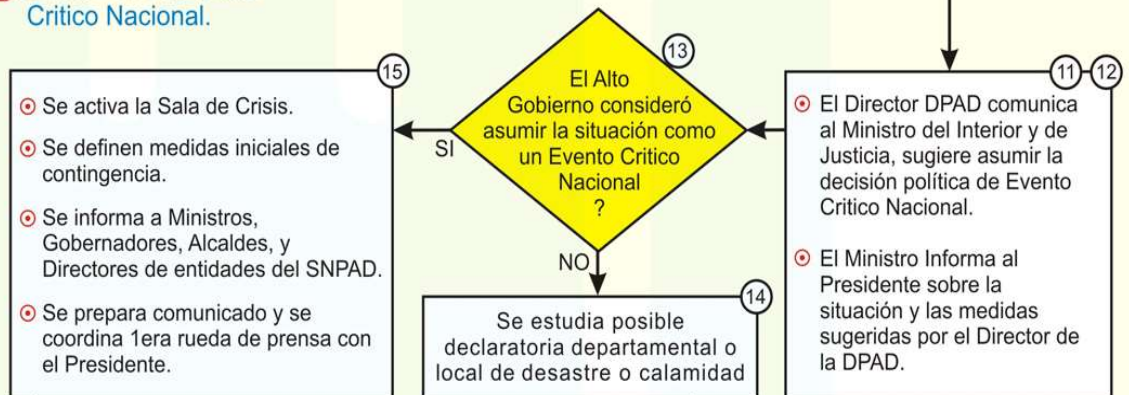 Critico Nacional.
15
⊙ Se activa la Sala de Crisis.
⊙ Se definen medidas iniciales de
contingencia.
⊙ Se informa a Ministros,
Gobernadores, Alcaldes, y
Directores de entidades del SNPAD.
⊙ Se prepara comunicado y se
coordina 1era rueda de prensa con
el Presidente.
SI
13
El Alto
Gobierno consideró
asumir la situación como
un Evento Critico
Nacional
?
NO
14
Se estudia posible
declaratoria departamental o
local de desastre o calamidad
11 12
⊙ El Director DPAD comunica
al Ministro del Interior y de
Justicia, sugiere asumir la
decisión política de Evento
Critico Nacional.
⊙ El Ministro Informa al
Presidente sobre la
situación y las medidas
sugeridas por el Director de
la DPAD.